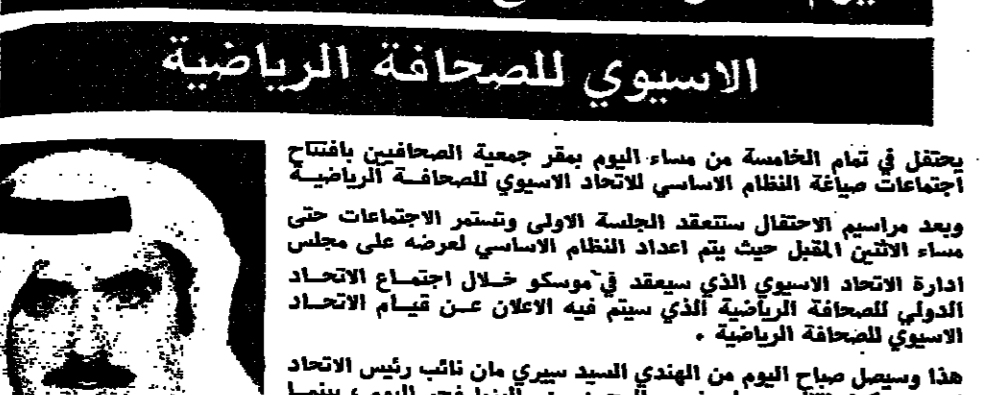 الاسيوي للصحافة الرياضية
يحتفل في تمام الخامسة من مساء اليوم بمقر جمعية الصحافيين بافتتاح
اجتماعات صياغة النظام الاساسي للاتحاد الاسيوي للصحافة الرياضية
وبعد مراسيم الاحتفال ستنعقد الجلسة الاولى وتستمر الاجتماعات حتى
مساء الاثنين المقبل حيث يتم اعداد النظام الاساسي لعرضه على مجلس
ادارة الاتحاد الاسيوي الذي سيعقد في موسكو خلال اجتماع الاتحاد
الدولي للصحافة الرياضية الذي سيتم فيه الاعلان عن قيام الاتحاد
الاسيوي للصحافة الرياضية .
هذا وسيصل صباح اليوم من الهندي السيد سيري مان نائب رئيس الاتحاد